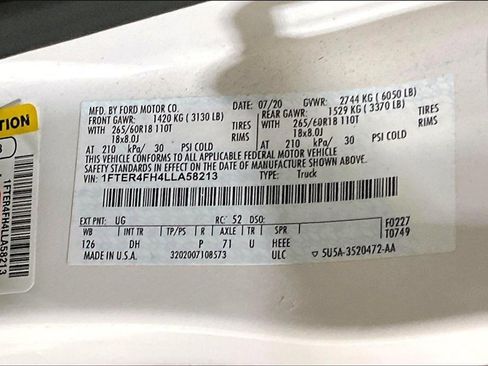 MFD. BY FORD MOTOR CO. DATE: 07/20 GVWR: 2744 KG ( 6050 LB)
FRONT GAWR: 1420 KG ( 3130 LB) REAR GAWR: 1529 KG ( 3370 LB)
WITH 265/60R18 110T TIRES WITH 265/60R18 110T TIRES
18x8.0J RIMS 18x8.0J RIMS
AT 210 kPa/ 30 PSI COLD AT 210 kPa/ 30 PSI COLD
THIS VEHICLE CONFORMS TO ALL APPLICABLE FEDERAL MOTOR VEHICLE
SAFETY STANDARDS IN EFFECT ON THE DATE OF MANUFACTURE SHOWN ABOVE.
VIN: 1FTER4FH4LLA58213 TYPE: Truck
EXT PNT: UG RC: 52 DSO: F0227
WB INT TR TP/PS R AXLE TR SPR T0749
126 DH P 71 U HEEE
MADE IN U.S.A. 3202007108573 ULC 5U5A-3520472-AA
TION
1FTER4FH4LLA58213